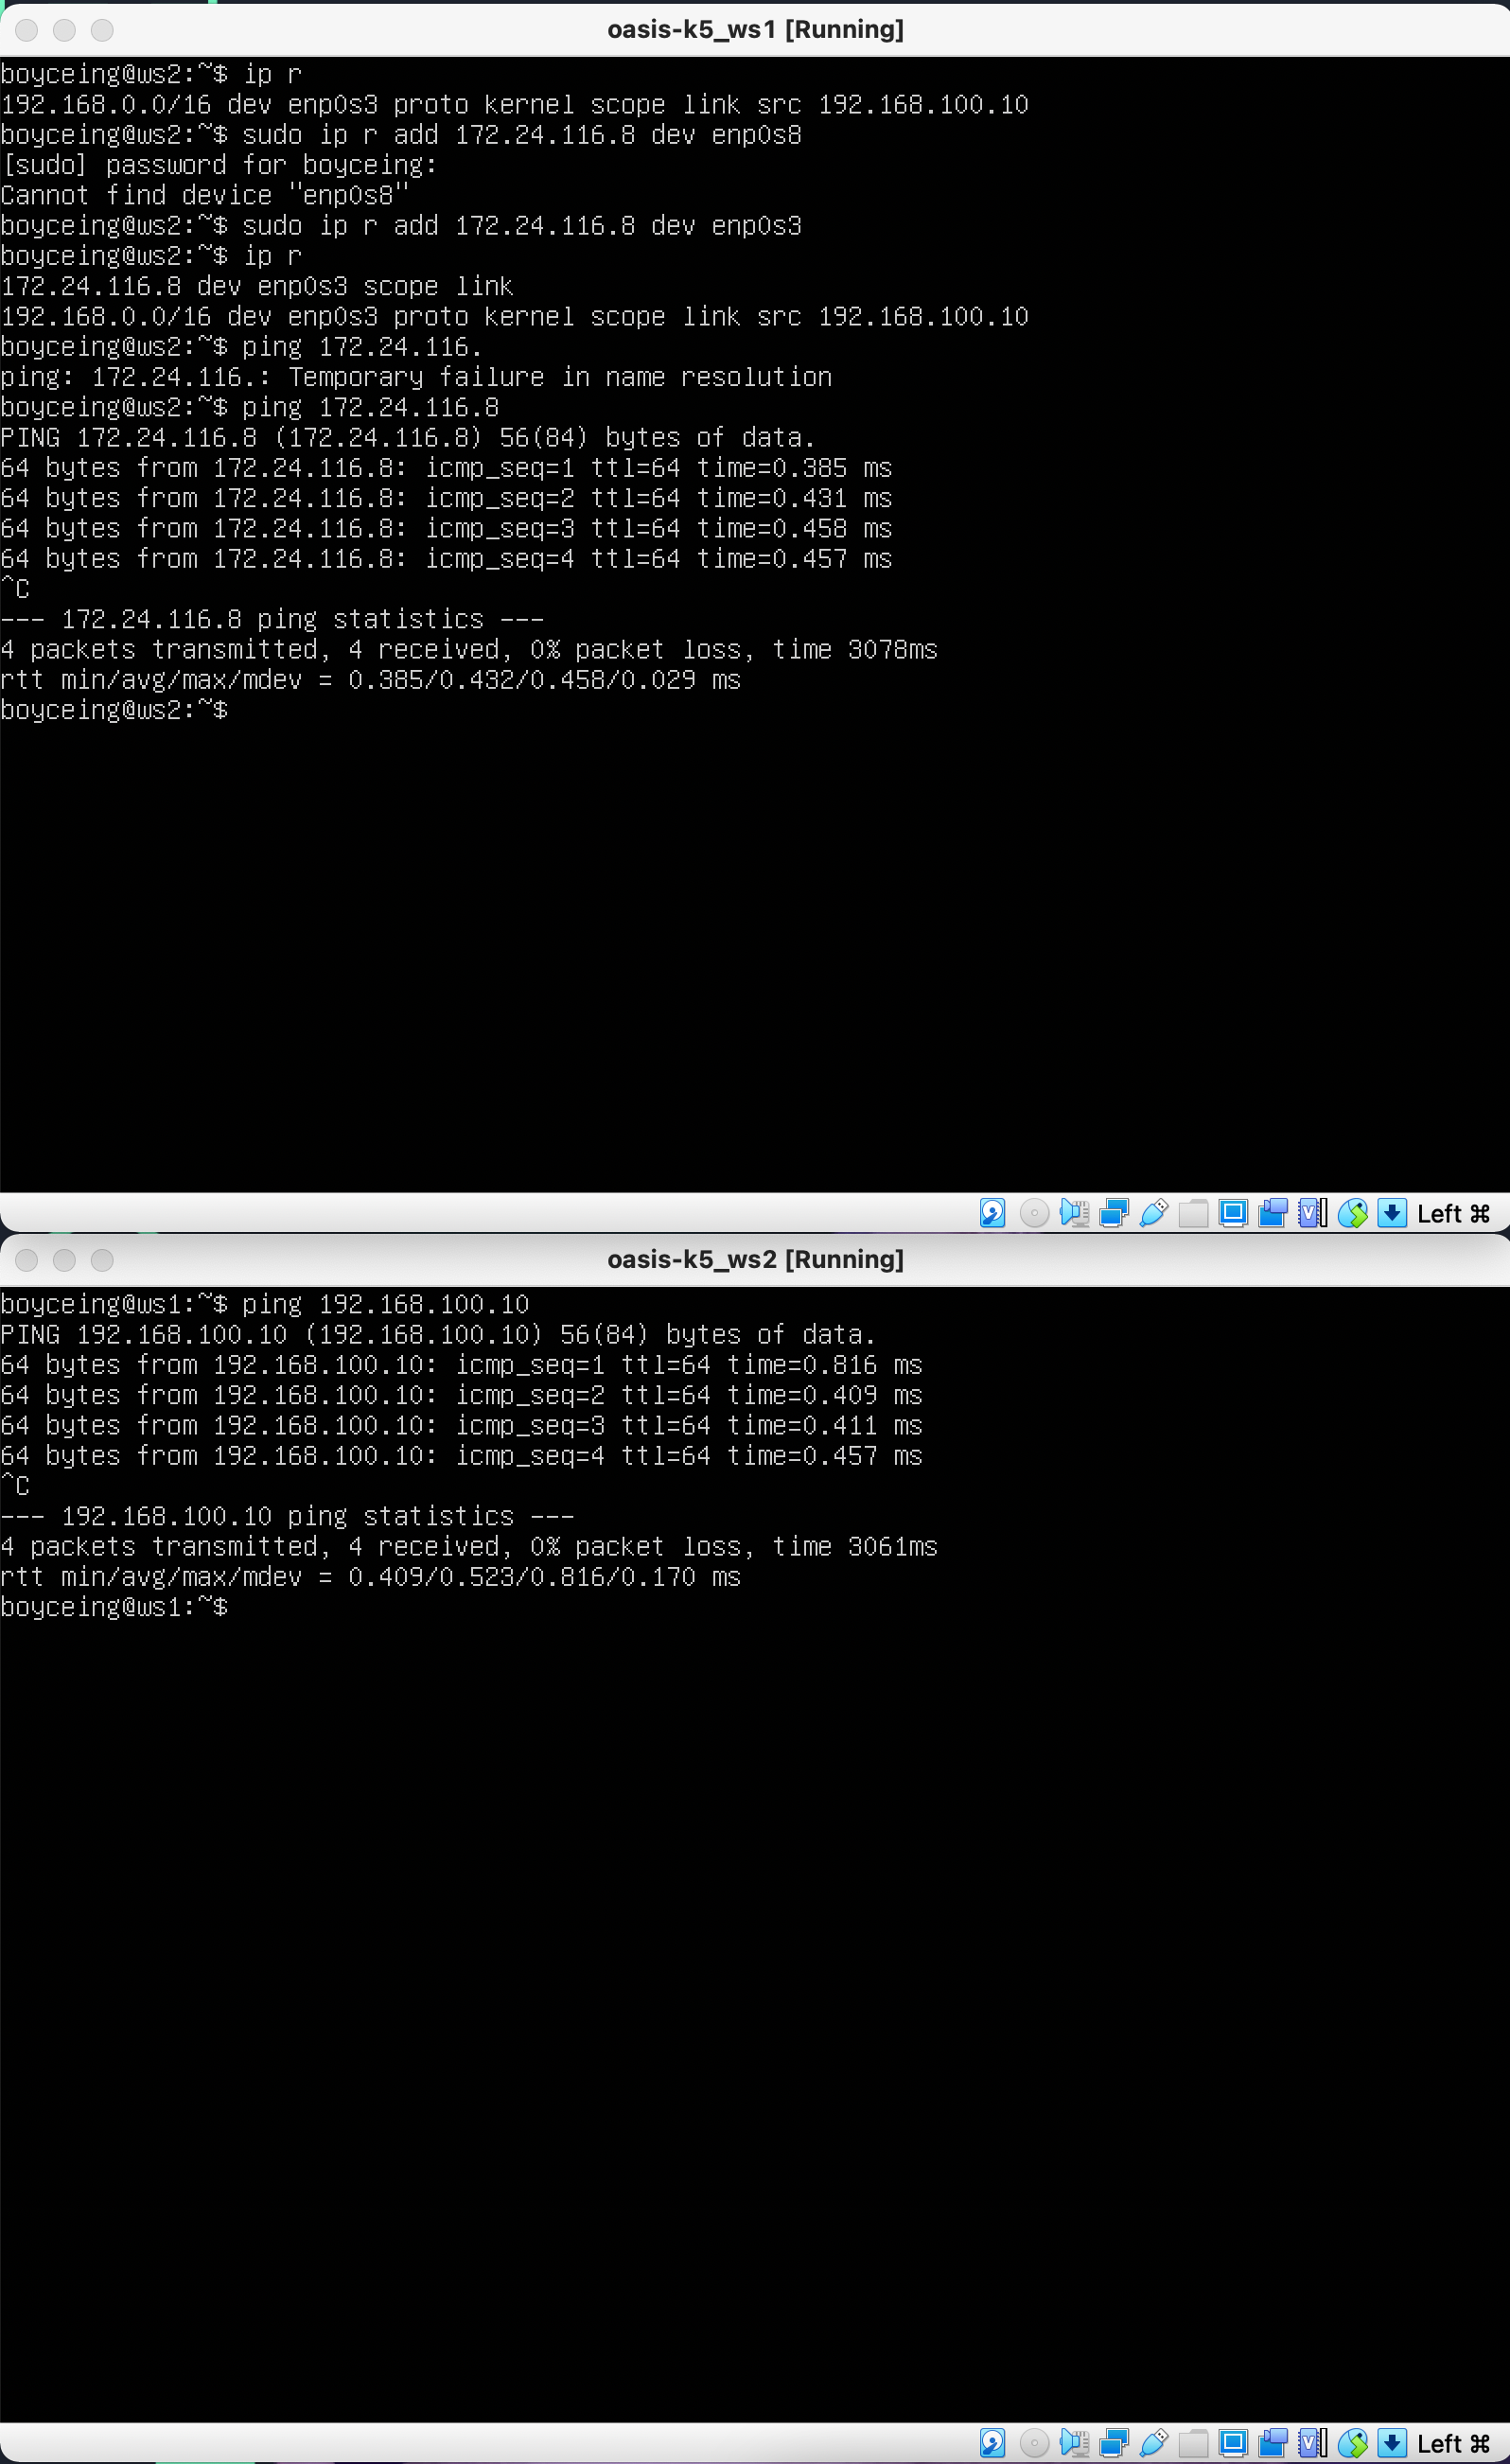 oasis-k5_ws1 [Running]
boyceing@ws2:~$ ip r
192.168.0.0/16 dev enp0s3 proto kernel scope link src 192.168.100.10
boyceing@ws2:~$ sudo ip r add 172.24.116.8 dev enp0s8
[sudo] password for boyceing:
Cannot find device "enp0s8"
boyceing@ws2:~$ sudo ip r add 172.24.116.8 dev enp0s3
boyceing@ws2:~$ ip r
172.24.116.8 dev enp0s3 scope link
192.168.0.0/16 dev enp0s3 proto kernel scope link src 192.168.100.10
boyceing@ws2:~$ ping 172.24.116.
ping: 172.24.116.: Temporary failure in name resolution
boyceing@ws2:~$ ping 172.24.116.8
PING 172.24.116.8 (172.24.116.8) 56(84) bytes of data.
64 bytes from 172.24.116.8: icmp_seq=1 ttl=64 time=0.385 ms
64 bytes from 172.24.116.8: icmp_seq=2 ttl=64 time=0.431 ms
64 bytes from 172.24.116.8: icmp_seq=3 ttl=64 time=0.458 ms
64 bytes from 172.24.116.8: icmp_seq=4 ttl=64 time=0.457 ms
^C
--- 172.24.116.8 ping statistics ---
4 packets transmitted, 4 received, 0% packet loss, time 3078ms
rtt min/avg/max/mdev = 0.385/0.432/0.458/0.029 ms
boyceing@ws2:~$
Left ⌘
oasis-k5_ws2 [Running]
boyceing@ws1:~$ ping 192.168.100.10
PING 192.168.100.10 (192.168.100.10) 56(84) bytes of data.
64 bytes from 192.168.100.10: icmp_seq=1 ttl=64 time=0.816 ms
64 bytes from 192.168.100.10: icmp_seq=2 ttl=64 time=0.409 ms
64 bytes from 192.168.100.10: icmp_seq=3 ttl=64 time=0.411 ms
64 bytes from 192.168.100.10: icmp_seq=4 ttl=64 time=0.457 ms
^C
--- 192.168.100.10 ping statistics ---
4 packets transmitted, 4 received, 0% packet loss, time 3061ms
rtt min/avg/max/mdev = 0.409/0.523/0.816/0.170 ms
boyceing@ws1:~$
Left ⌘